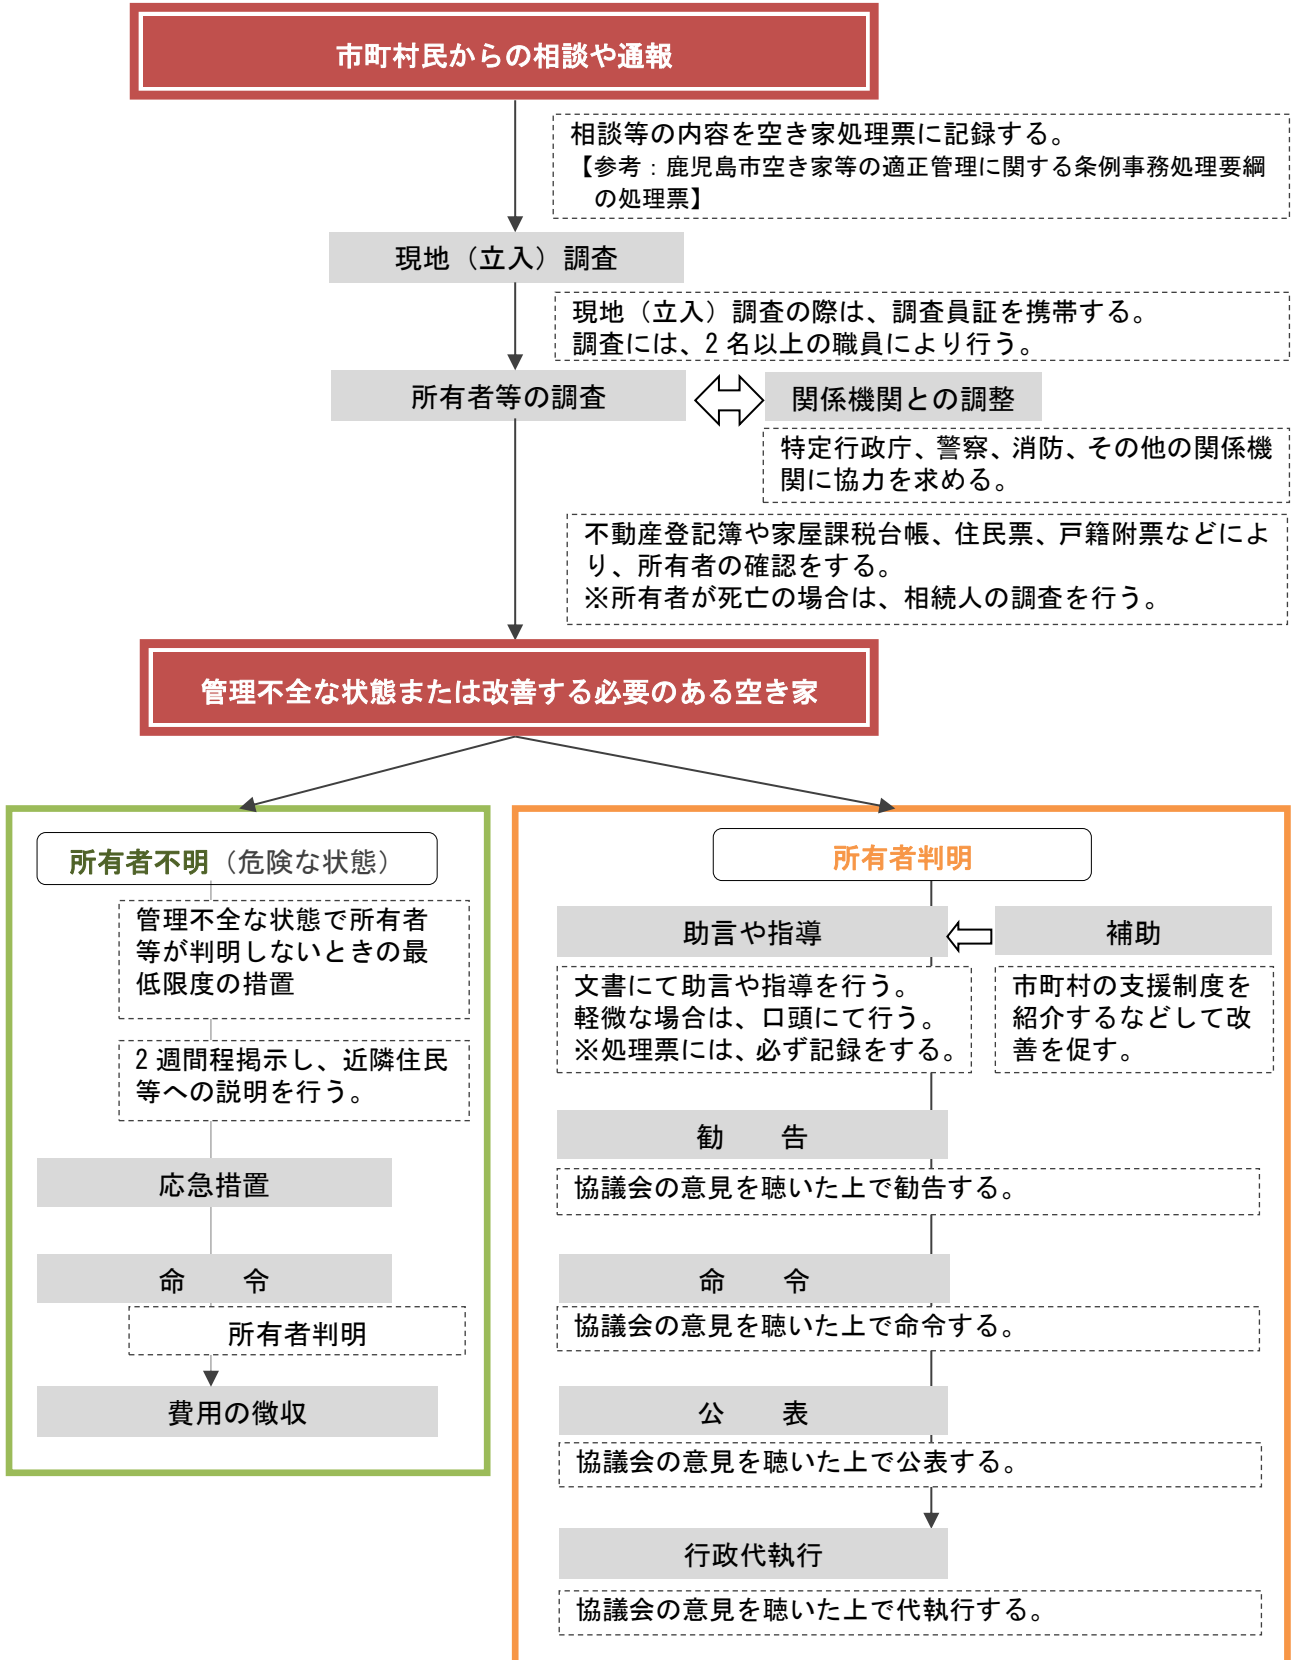 市町村民からの相談や通報
相談等の内容を空き家処理票に記録する。
【参考：鹿児島市空き家等の適正管理に関する条例事務処理要綱
の処理票】
現地（立入）調査
現地（立入）調査の際は、調査員証を携帯する。
調査には、2 名以上の職員により行う。
所有者等の調査
関係機関との調整
特定行政庁、警察、消防、その他の関係機
関に協力を求める。
不動産登記簿や家屋課税台帳、住民票、戸籍附票などによ
り、所有者の確認をする。
※所有者が死亡の場合は、相続人の調査を行う。
管理不全な状態または改善する必要のある空き家
所有者不明（危険な状態）
管理不全な状態で所有者
等が判明しないときの最
低限度の措置
2 週間程掲示し、近隣住民
等への説明を行う。
応急措置
命　　令
所有者判明
費用の徴収
所有者判明
助言や指導
補助
文書にて助言や指導を行う。
軽微な場合は、口頭にて行う。
※処理票には、必ず記録をする。
市町村の支援制度を
紹介するなどして改
善を促す。
勧　　告
協議会の意見を聴いた上で勧告する。
命　　令
協議会の意見を聴いた上で命令する。
公　　表
協議会の意見を聴いた上で公表する。
行政代執行
協議会の意見を聴いた上で代執行する。